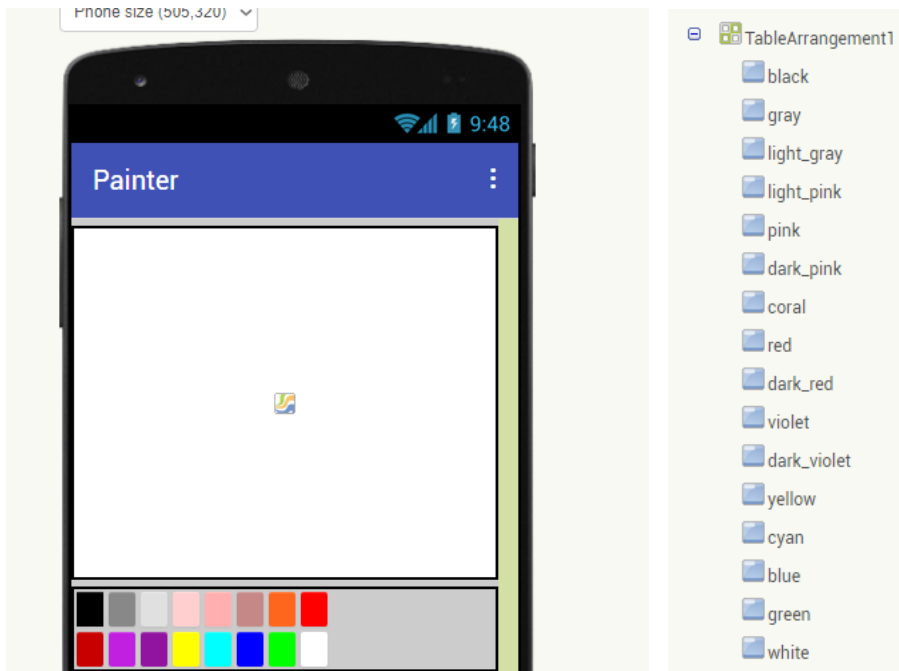 Phone size (505,320)
9:48
Painter
TableArrangement1
black
gray
light_gray
light_pink
pink
dark_pink
coral
red
dark_red
violet
dark_violet
yellow
cyan
blue
green
white